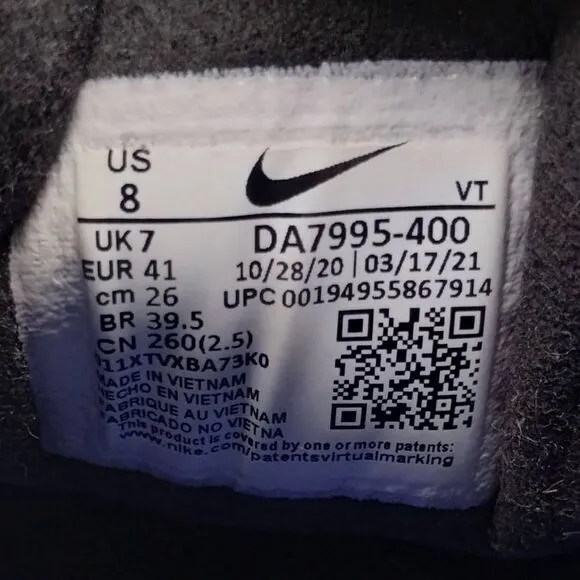 US
8
VT
UK 7
DA7995-400
EUR 41
10/28/20 | 03/17/21
cm 26
UPC 00194955867914
BR 39.5
CN 260(2.5)
11XTVXBA73K0
MADE IN VIETNAM
HECHO EN VIETNAM
FABRIQUE AU VIETNAM
FABRICADO NO VIETNA
This product is covered by one or more patents:
www.nike.com/patentsvirtualmarking